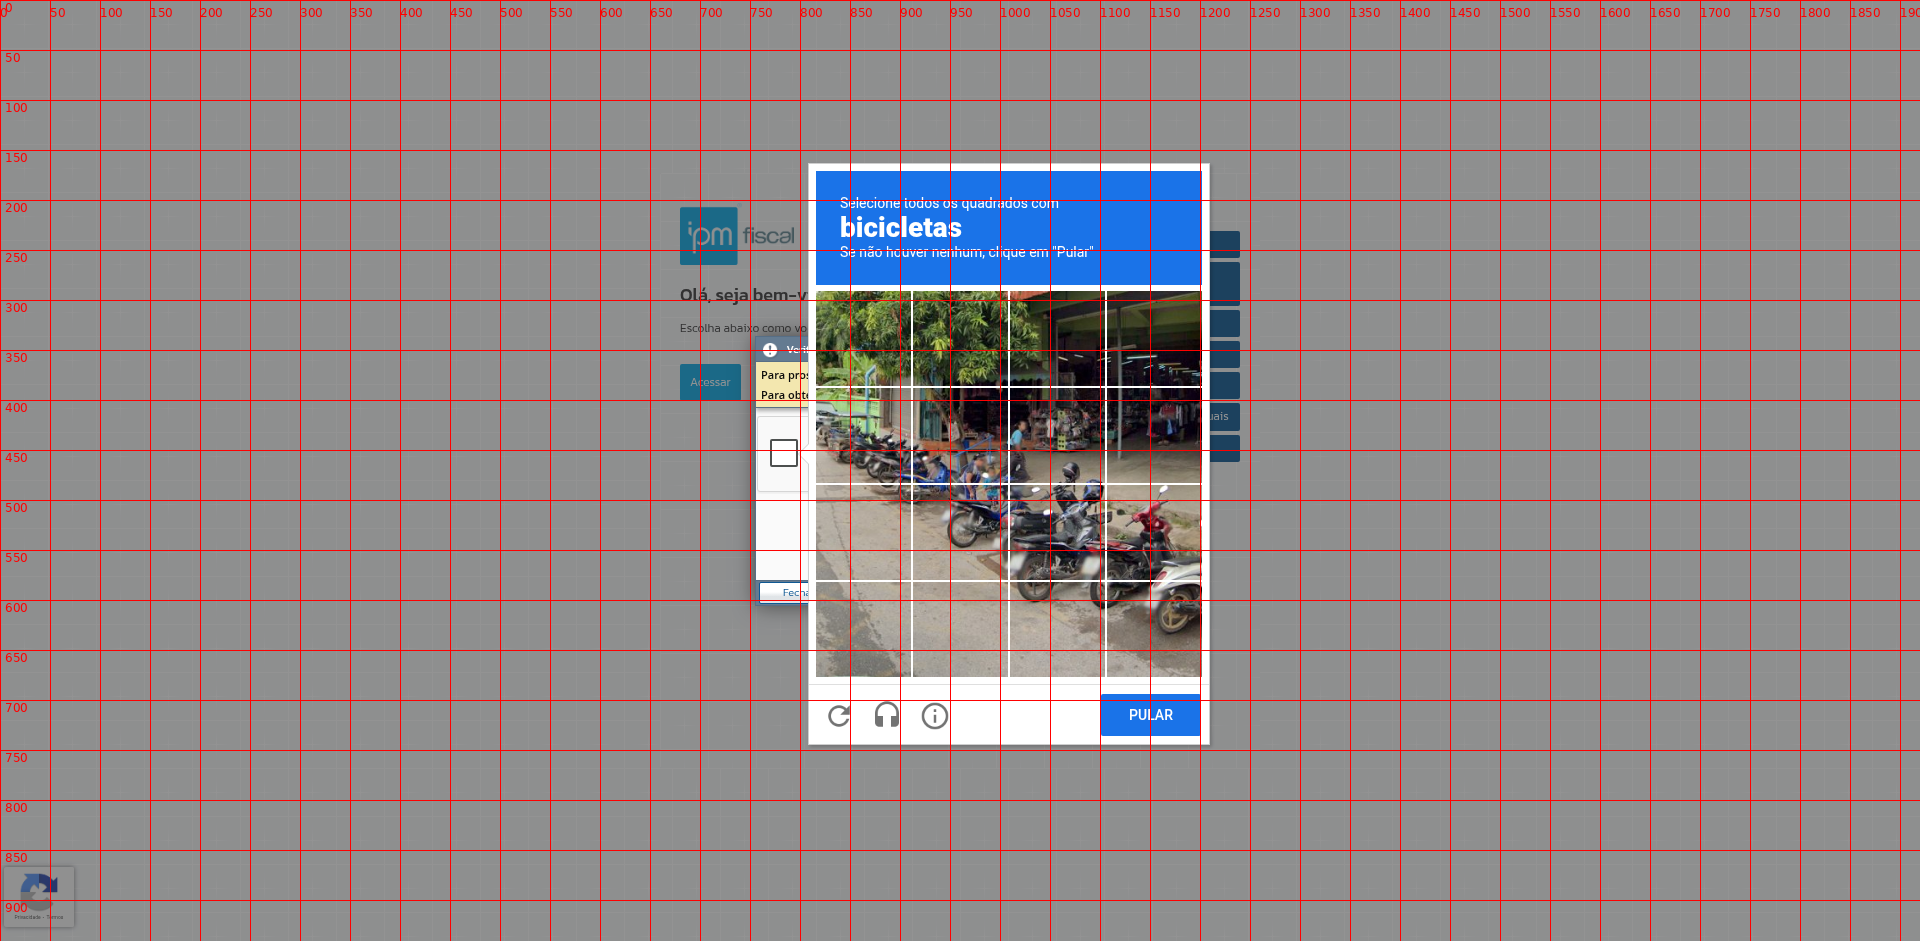 0 50 100 150 200 250 300 350 400 450 500 550 600 650 700 750 800 850 900 950 1000 1050 1100 1150 1200 1250 1300 1350 1400 1450 1500 1550 1600 1650 1700 1750 1800 1850 190
50
100
150
200
250
300
350
400
450
500
550
600
650
700
750
800
850
900
ipm fiscal
Olá, seja bem-v
Escolha abaixo como vo
Acessar
Para pros
Para obte
Fecha
Selecione todos os quadrados com
bicicletas
Se não houver nenhum, clique em "Pular"
uais
PULAR
Privacidade - Termos